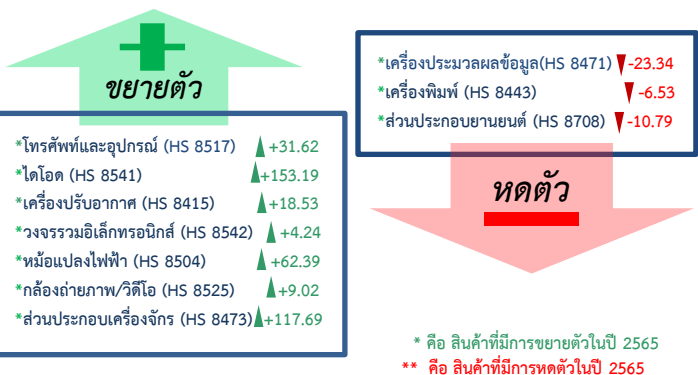 ขยายตัว
*โทรศัพท์และอุปกรณ์ (HS 8517) +31.62
*ไดโอด (HS 8541) +153.19
*เครื่องปรับอากาศ (HS 8415) +18.53
*วงจรรวมอิเล็กทรอนิกส์ (HS 8542) +4.24
*หม้อแปลงไฟฟ้า (HS 8504) +62.39
*กล้องถ่ายภาพ/วิดีโอ (HS 8525) +9.02
*ส่วนประกอบเครื่องจักร (HS 8473) +117.69
*เครื่องประมวลผลข้อมูล(HS 8471) -23.34
*เครื่องพิมพ์ (HS 8443) -6.53
*ส่วนประกอบยานยนต์ (HS 8708) -10.79
หดตัว
* คือ สินค้าที่มีการขยายตัวในปี 2565
** คือ สินค้าที่มีการหดตัวในปี 2565